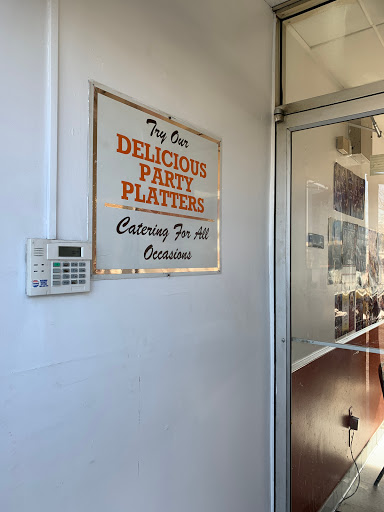 Try Our
DELICIOUS
PARTY
PLATTERS
Catering For All
Occasions